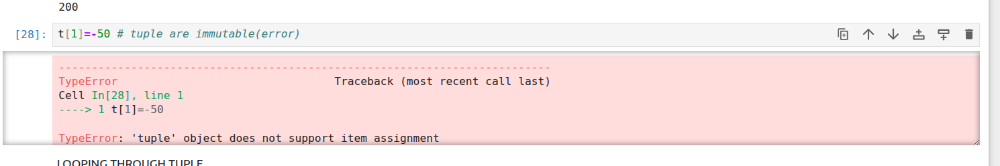 200
[28]: t[1]=-50 # tuple are immutable(error)
---------------------------------------------------------------------------
TypeError                                 Traceback (most recent call last)
Cell In[28], line 1
----> 1 t[1]=-50
TypeError: 'tuple' object does not support item assignment
LOOPING THROUGH TUPLE